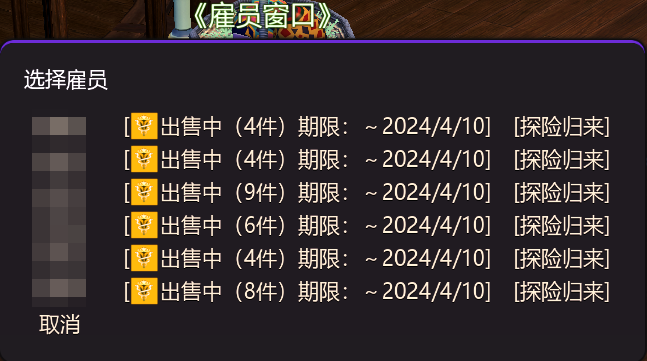 《雇员窗口》
选择雇员
[出售中（4件）期限：～2024/4/10] [探险归来]
[出售中（4件）期限：～2024/4/10] [探险归来]
[出售中（9件）期限：～2024/4/10] [探险归来]
[出售中（6件）期限：～2024/4/10] [探险归来]
[出售中（4件）期限：～2024/4/10] [探险归来]
[出售中（8件）期限：～2024/4/10] [探险归来]
取消